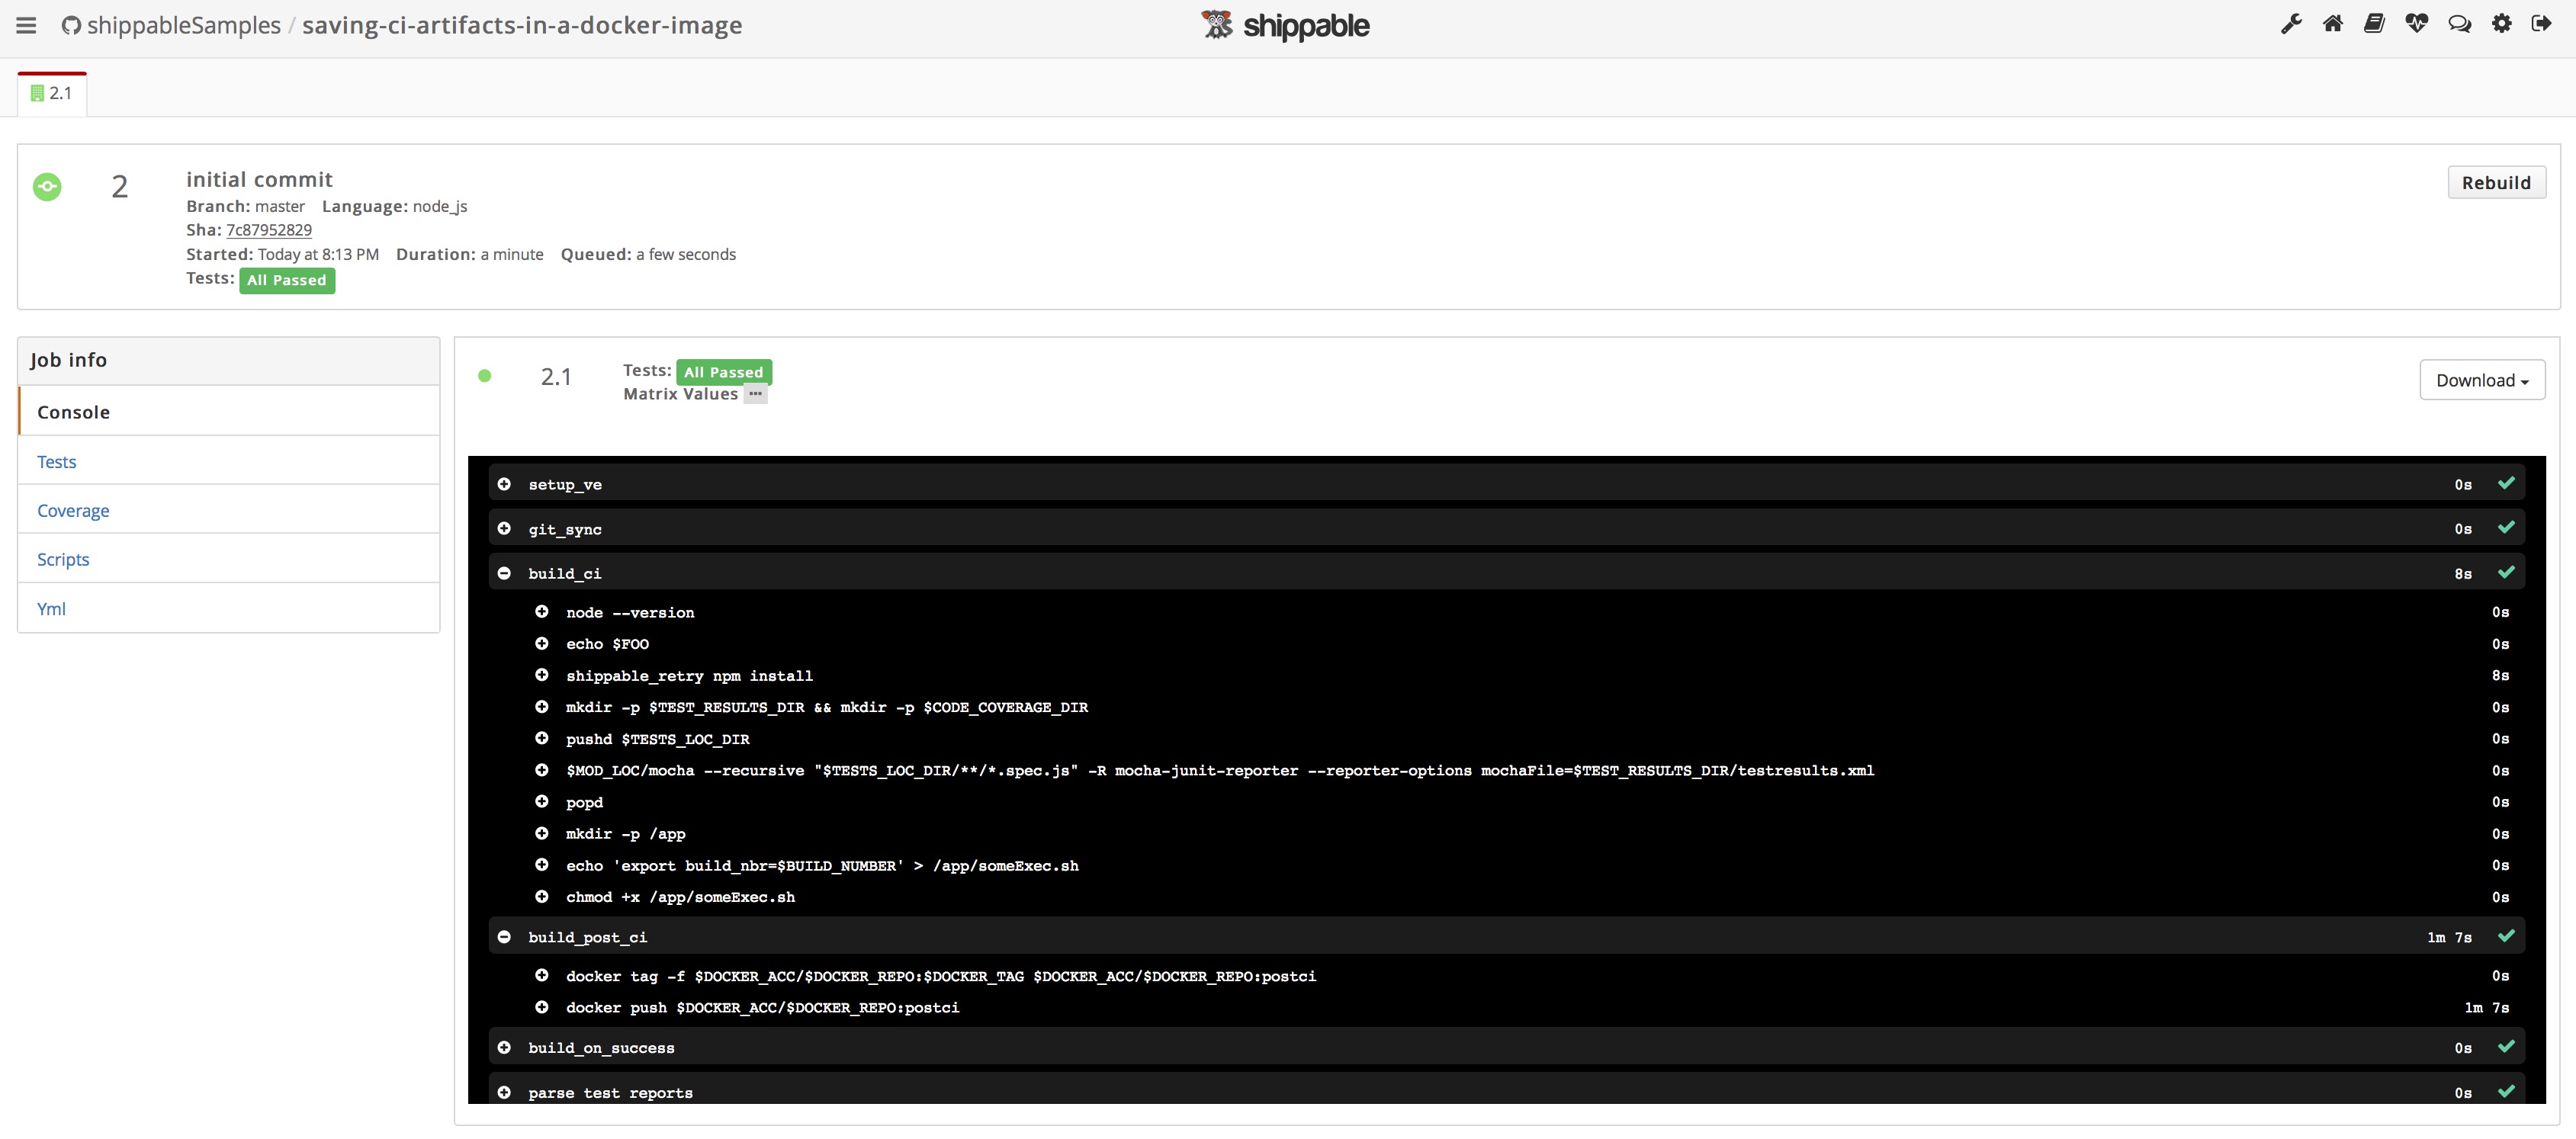 shippableSamples / saving-ci-artifacts-in-a-docker-image
shippable
2.1
2
initial commit
Rebuild
Branch: master Language: node_js
Sha: 7c87952829
Started: Today at 8:13 PM Duration: a minute Queued: a few seconds
Tests: All Passed
Job info
Console
Tests
Coverage
Scripts
Yml
2.1
Tests: All Passed
Matrix Values ...
Download
setup_ve 0s
git_sync 0s
build_ci 8s
node --version 0s
echo $FOO 0s
shippable_retry npm install 8s
mkdir -p $TEST_RESULTS_DIR && mkdir -p $CODE_COVERAGE_DIR 0s
pushd $TESTS_LOC_DIR 0s
$MOD_LOC/mocha --recursive "$TESTS_LOC_DIR/**/*.spec.js" -R mocha-junit-reporter --reporter-options mochaFile=$TEST_RESULTS_DIR/testresults.xml 0s
popd 0s
mkdir -p /app 0s
echo 'export build_nbr=$BUILD_NUMBER' > /app/someExec.sh 0s
chmod +x /app/someExec.sh 0s
build_post_ci 1m 7s
docker tag -f $DOCKER_ACC/$DOCKER_REPO:$DOCKER_TAG $DOCKER_ACC/$DOCKER_REPO:postci 0s
docker push $DOCKER_ACC/$DOCKER_REPO:postci 1m 7s
build_on_success 0s
parse test reports 0s